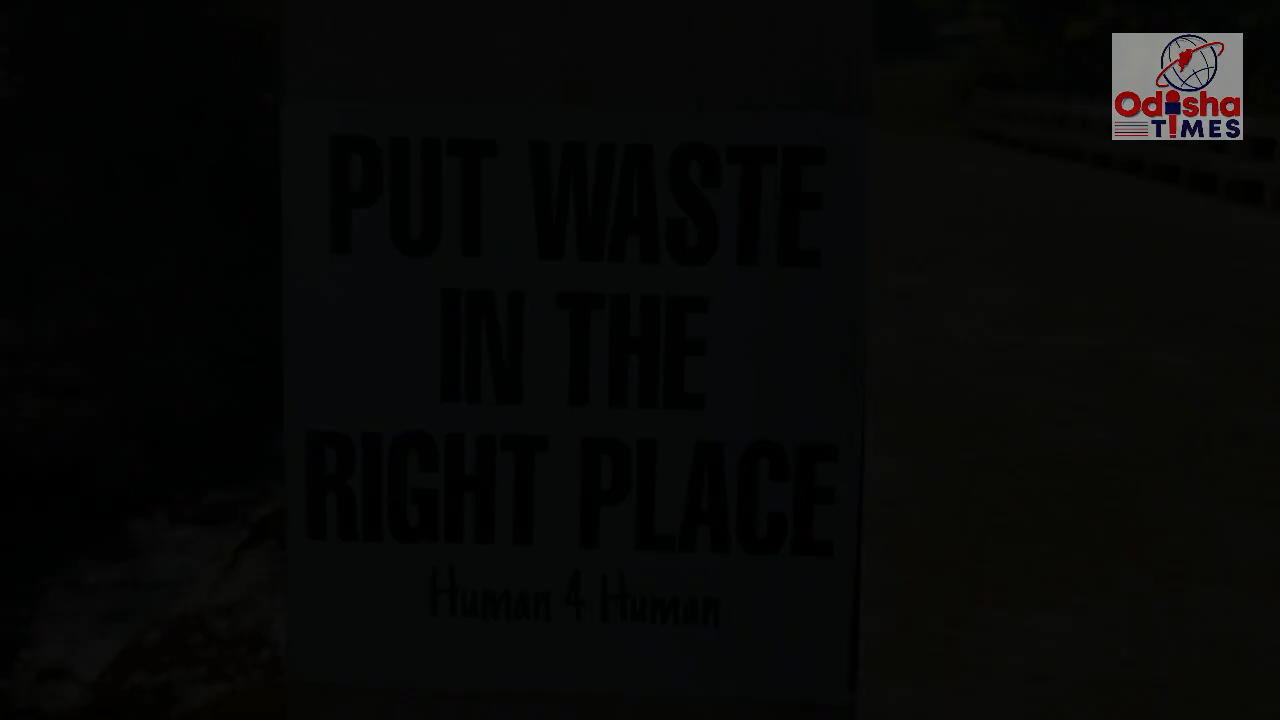 PUT WASTE
IN THE
RIGHT PLACE
Human 4 Human
Odisha
TIMES